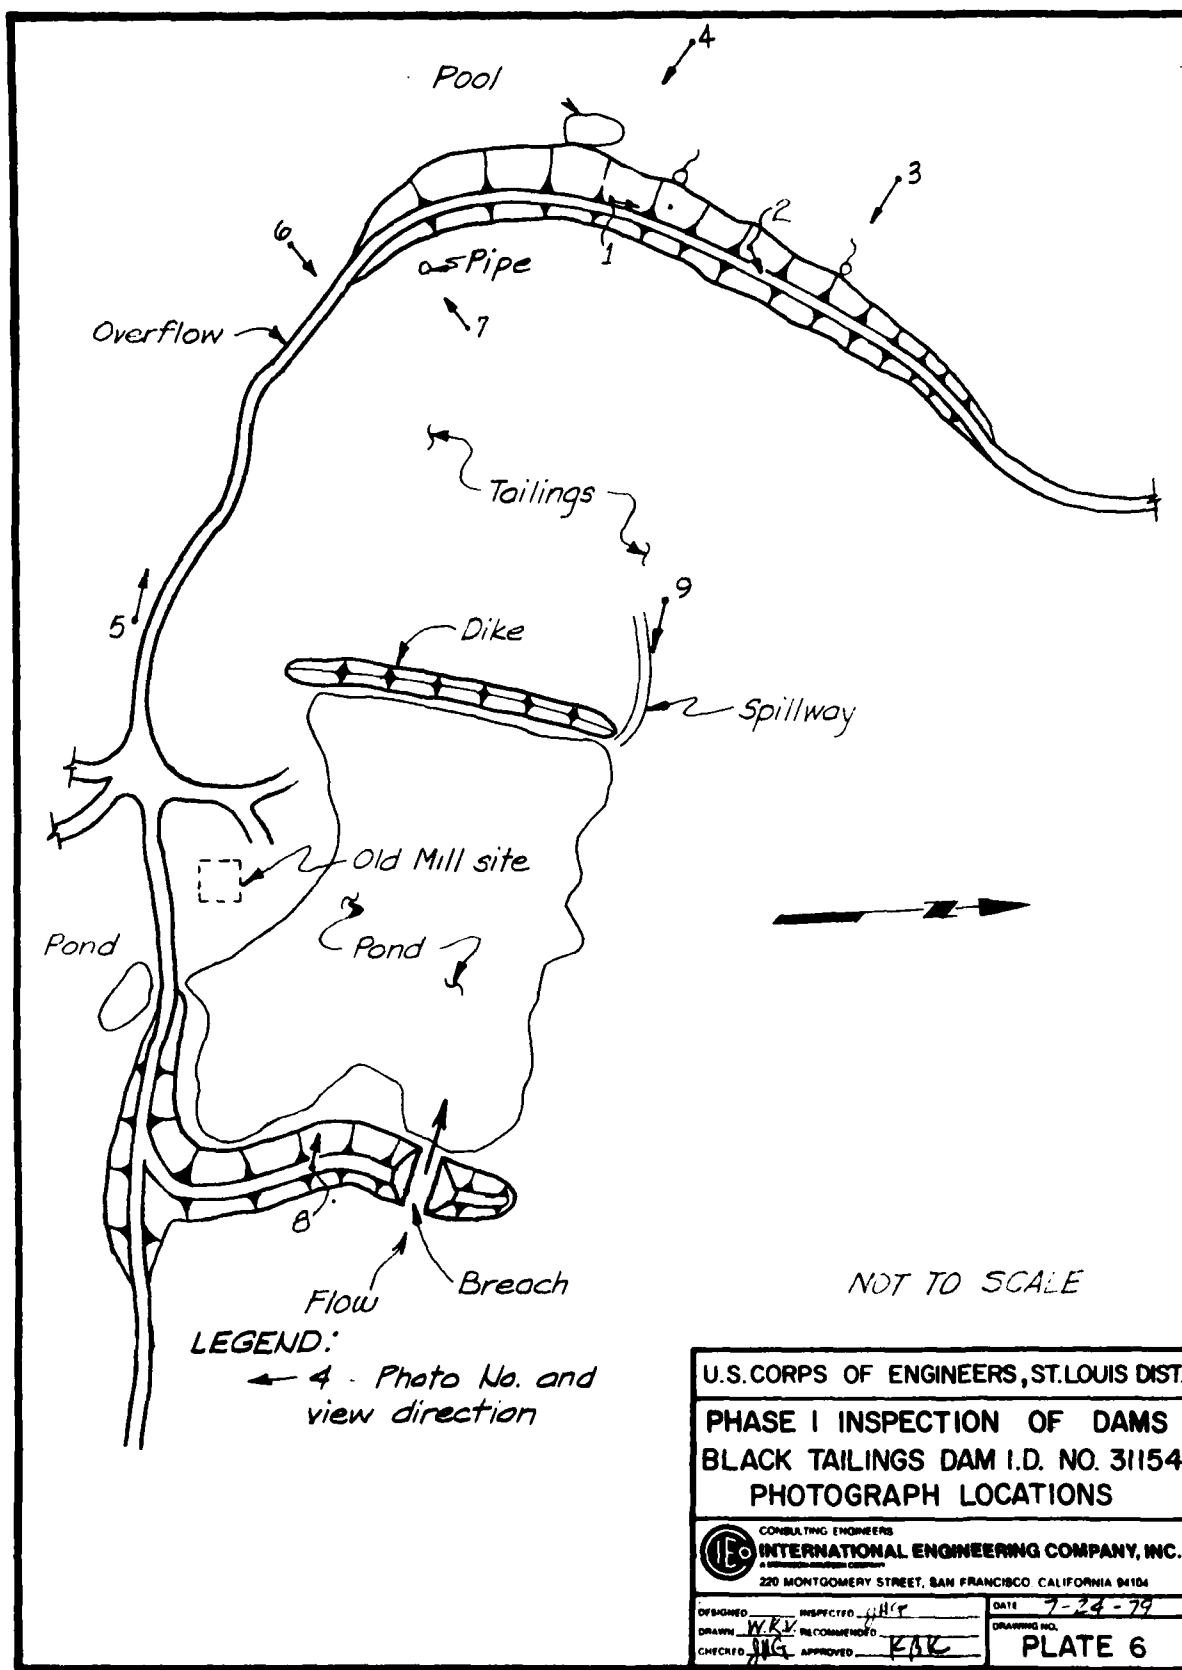 4
Pool
3
2
6
1
Pipe
7
Overflow
Tailings
9
5
Dike
Spillway
Old Mill site
Pond
Pond
8
Breach
Flow
NOT TO SCALE
LEGEND:
4 - Photo No. and
view direction
U.S. CORPS OF ENGINEERS, ST. LOUIS DIST.
PHASE I INSPECTION OF DAMS
BLACK TAILINGS DAM I.D. NO. 31154
PHOTOGRAPH LOCATIONS
CONSULTING ENGINEERS
IECO INTERNATIONAL ENGINEERING COMPANY, INC.
220 MONTGOMERY STREET, SAN FRANCISCO, CALIFORNIA 94104
DESIGNED INSPECTED DATE 7-24-79
DRAWN W.K.V. RECOMMENDED DRAWING NO.
CHECKED JHG APPROVED KBK PLATE 6